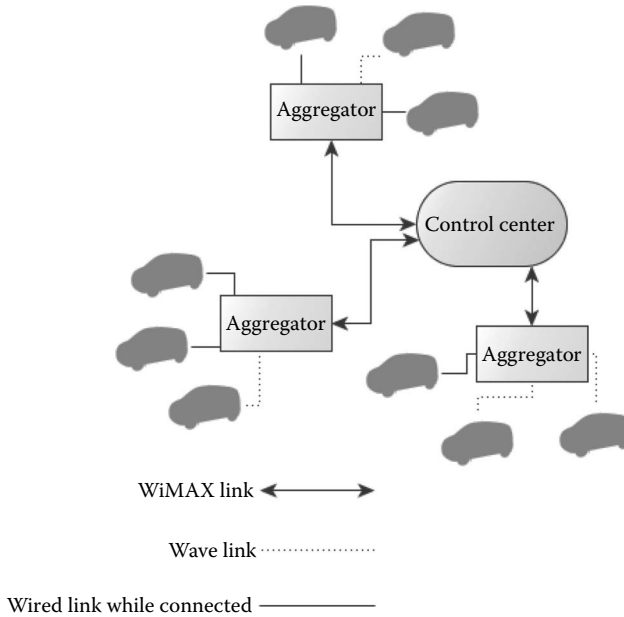 Aggregator
Control center
Aggregator
Aggregator
WiMAX link
Wave link
Wired link while connected